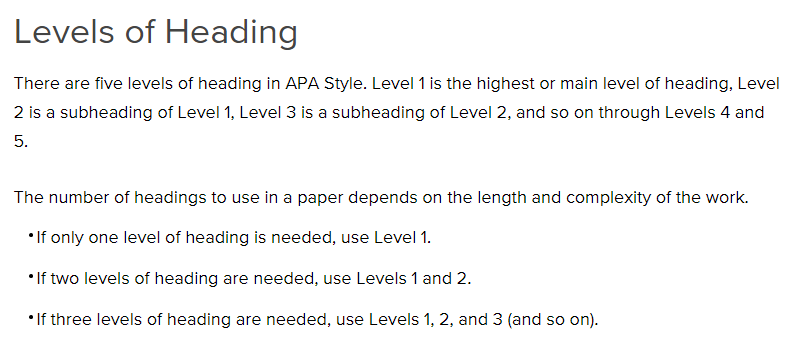 Levels of Heading
There are five levels of heading in APA Style. Level 1 is the highest or main level of heading, Level
2 is a subheading of Level 1, Level 3 is a subheading of Level 2, and so on through Levels 4 and
5.
The number of headings to use in a paper depends on the length and complexity of the work.
•If only one level of heading is needed, use Level 1.
•If two levels of heading are needed, use Levels 1 and 2.
•If three levels of heading are needed, use Levels 1, 2, and 3 (and so on).